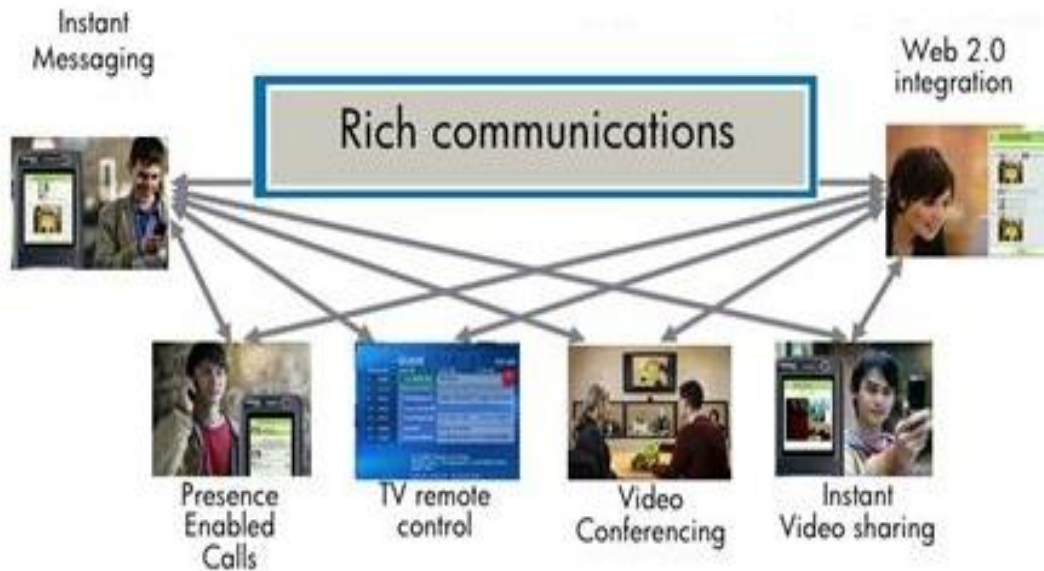 Instant
Messaging
Rich communications
Web 2.0
integration
Presence
Enabled
Calls
TV remote
control
Video
Conferencing
Instant
Video sharing